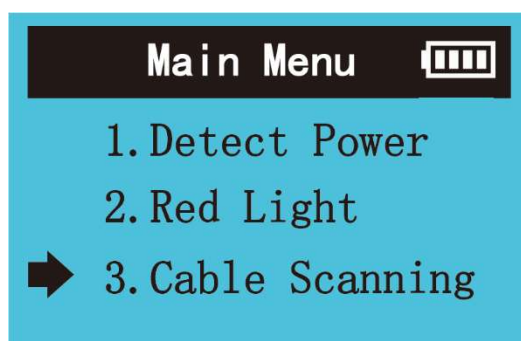 Main Menu
1. Detect Power
2. Red Light
3. Cable Scanning